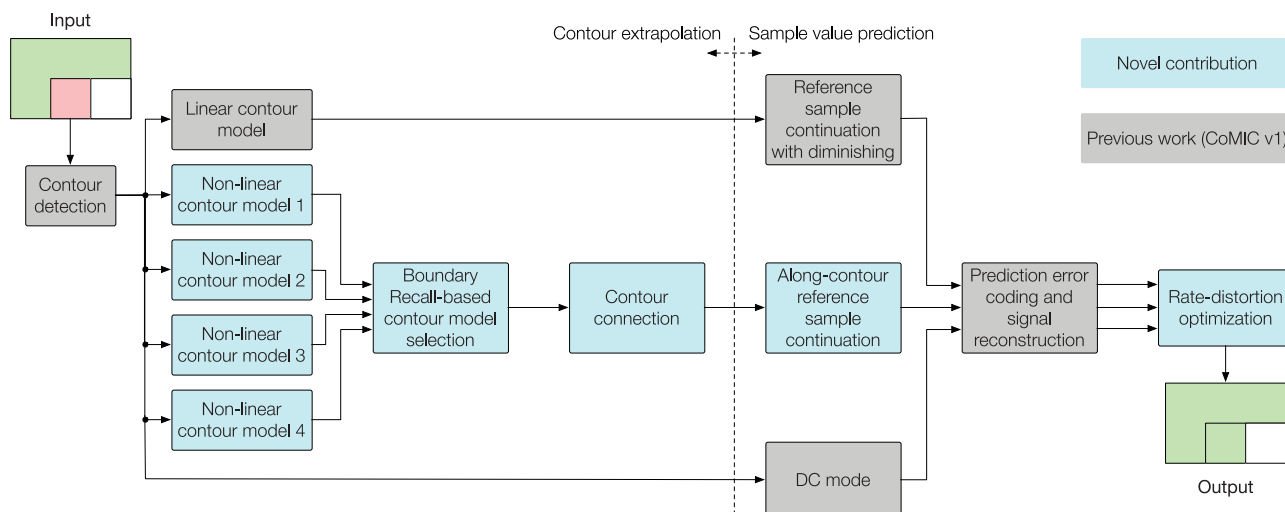 Input
Contour extrapolation
Sample value prediction
Novel contribution
Previous work (CoMIC v1)
Contour
detection
Linear contour
model
Non-linear
contour model 1
Non-linear
contour model 2
Non-linear
contour model 3
Non-linear
contour model 4
Boundary
Recall-based
contour model
selection
Contour
connection
Reference
sample
continuation
with diminishing
Along-contour
reference
sample
continuation
DC mode
Prediction error
coding and
signal
reconstruction
Rate-distortion
optimization
Output